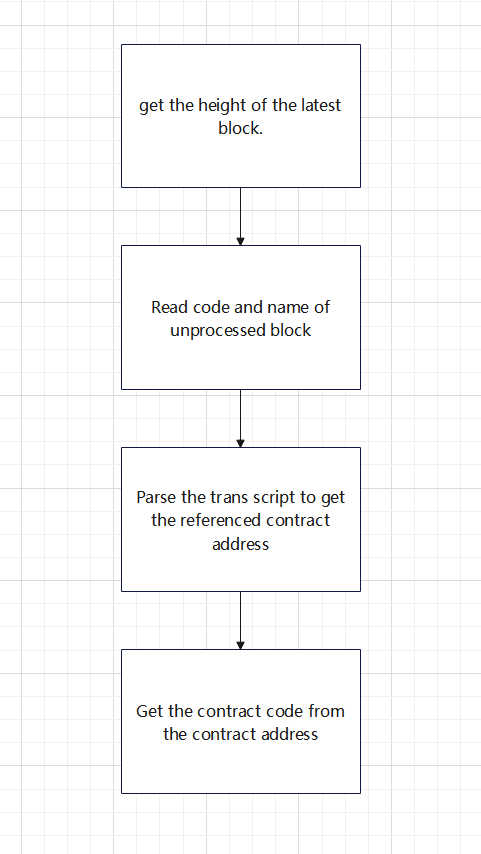 get the height of the latest
block.
Read code and name of
unprocessed block
Parse the trans script to get
the referenced contract
address
Get the contract code from
the contract address